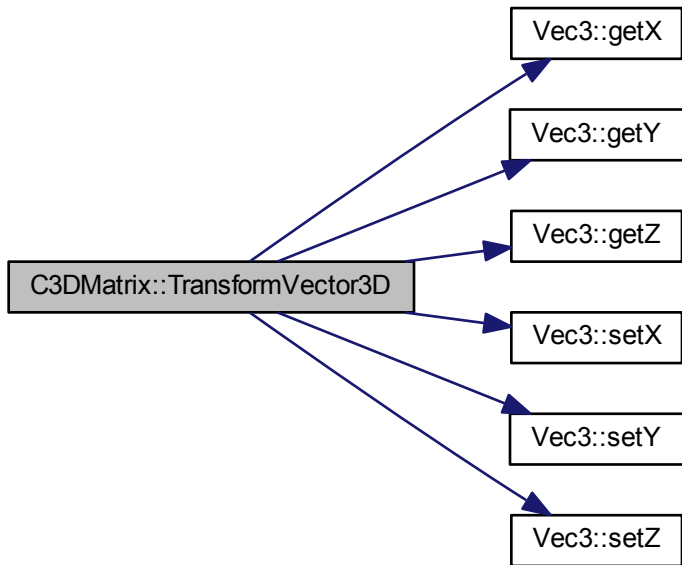 Vec3::getX
Vec3::getY
Vec3::getZ
C3DMatrix::TransformVector3D
Vec3::setX
Vec3::setY
Vec3::setZ